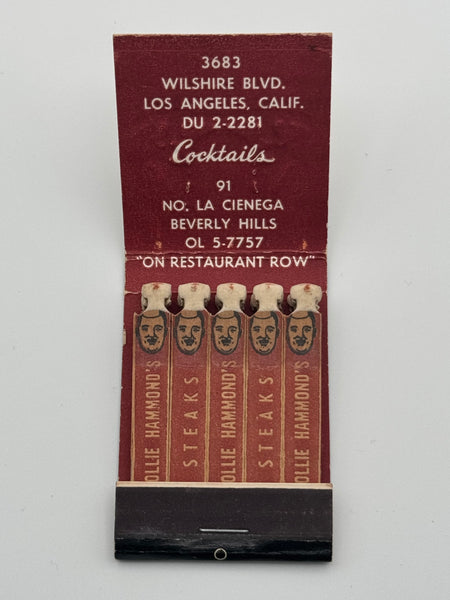 3683
WILSHIRE BLVD.
LOS ANGELES, CALIF.
DU 2-2281
Cocktails
91
NO. LA CIENEGA
BEVERLY HILLS
OL 5-7757
"ON RESTAURANT ROW"
OLLIE HAMMOND'S
STEAKS
OLLIE HAMMOND'S
STEAKS
OLLIE HAMMOND'S